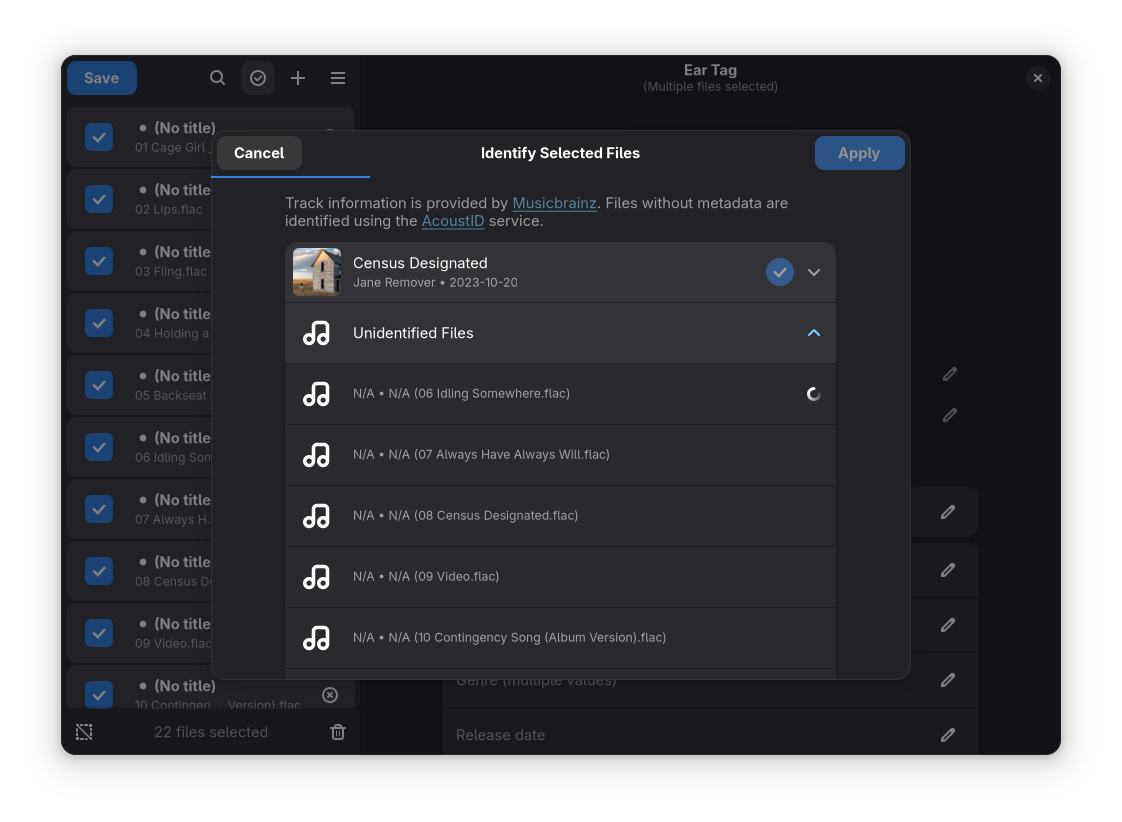 Save
Ear Tag
(Multiple files selected)
(No title)
01 Cage Girl
(No title
02 Lips.flac
(No title
03 Fling.flac
(No title
04 Holding a
(No title
05 Backseat
(No title
06 Idling Som
(No title
07 Always H.
(No title
08 Census De
(No title
09 Video.flac
(No title)
10 Contingen... Version).flac
22 files selected
Cancel
Identify Selected Files
Apply
Track information is provided by Musicbrainz. Files without metadata are
identified using the AcoustID service.
Census Designated
Jane Remover • 2023-10-20
Unidentified Files
N/A • N/A (06 Idling Somewhere.flac)
N/A • N/A (07 Always Have Always Will.flac)
N/A • N/A (08 Census Designated.flac)
N/A • N/A (09 Video.flac)
N/A • N/A (10 Contingency Song (Album Version).flac)
Genre (multiple values)
Release date